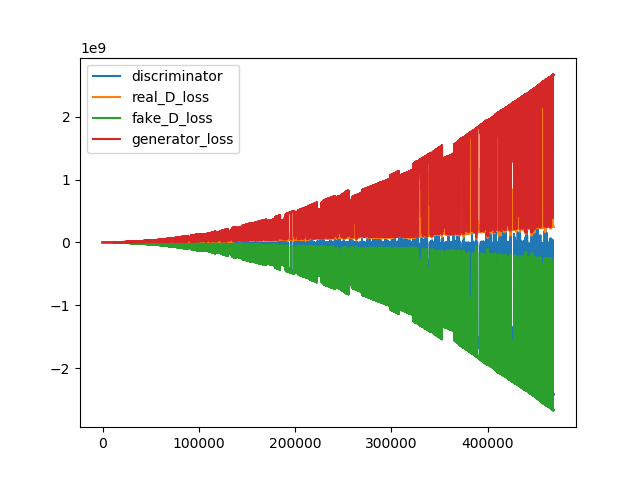 1e9
discriminator
real_D_loss
fake_D_loss
generator_loss
2
1
0
−1
−2
0 100000 200000 300000 400000